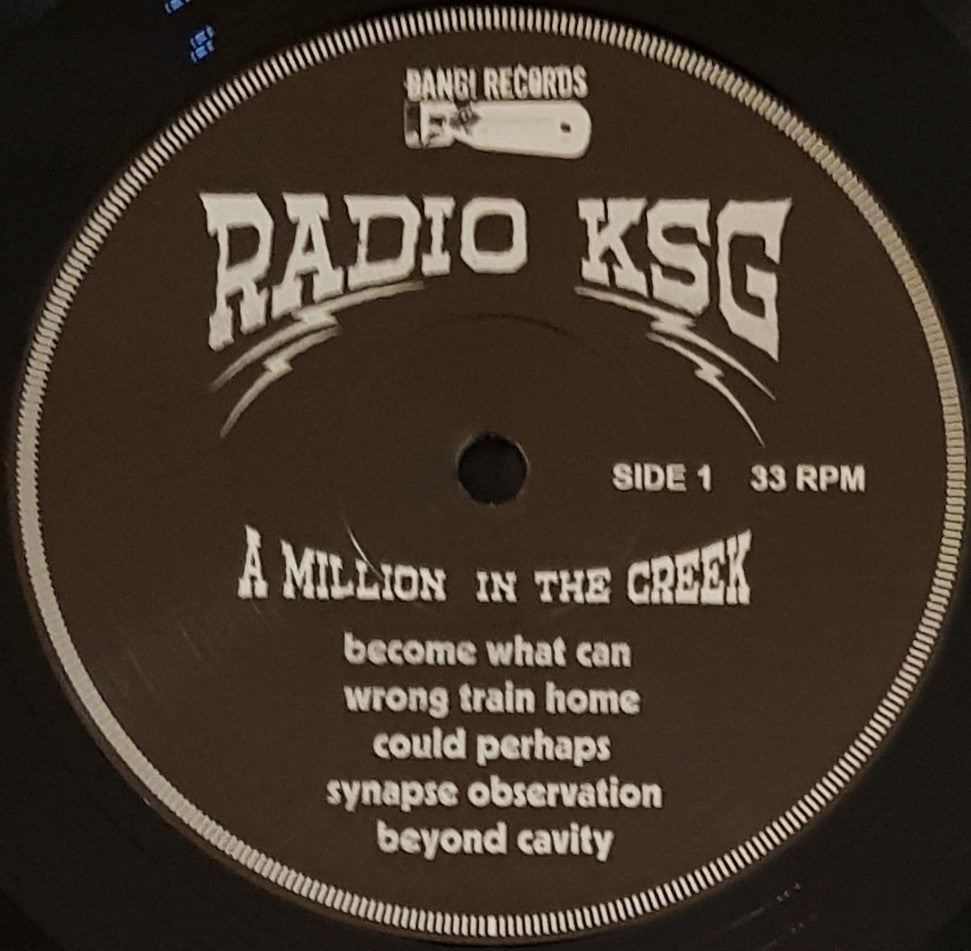 BANG! RECORDS
RADIO KSG
SIDE 1 33 RPM
A MILLION IN THE CREEK
become what can
wrong train home
could perhaps
synapse observation
beyond cavity